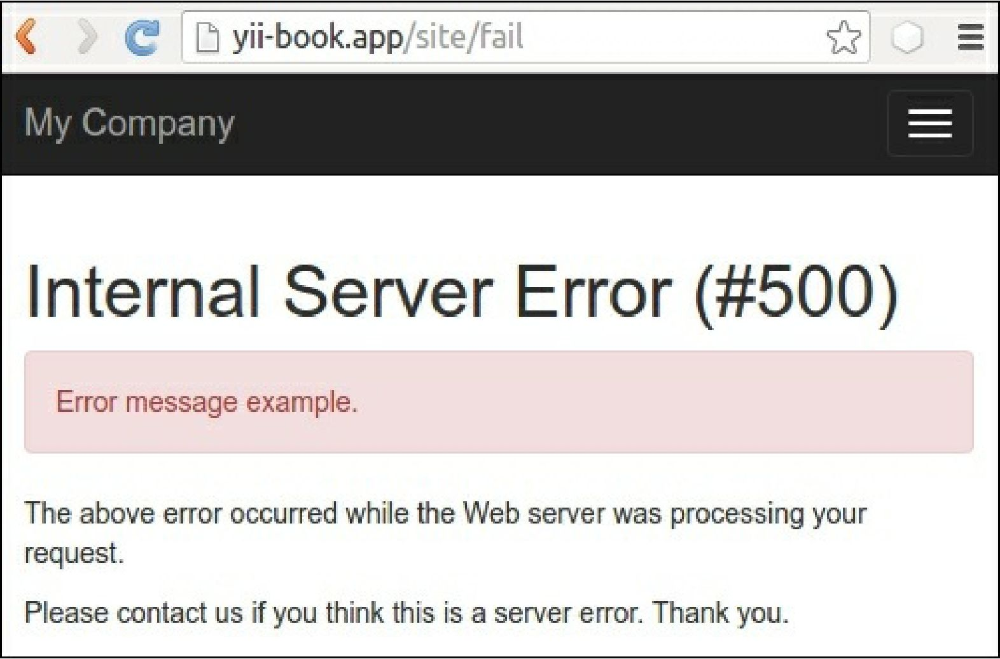 yii-book.app/site/fail
My Company
Internal Server Error (#500)
Error message example.
The above error occurred while the Web server was processing your
request.
Please contact us if you think this is a server error. Thank you.